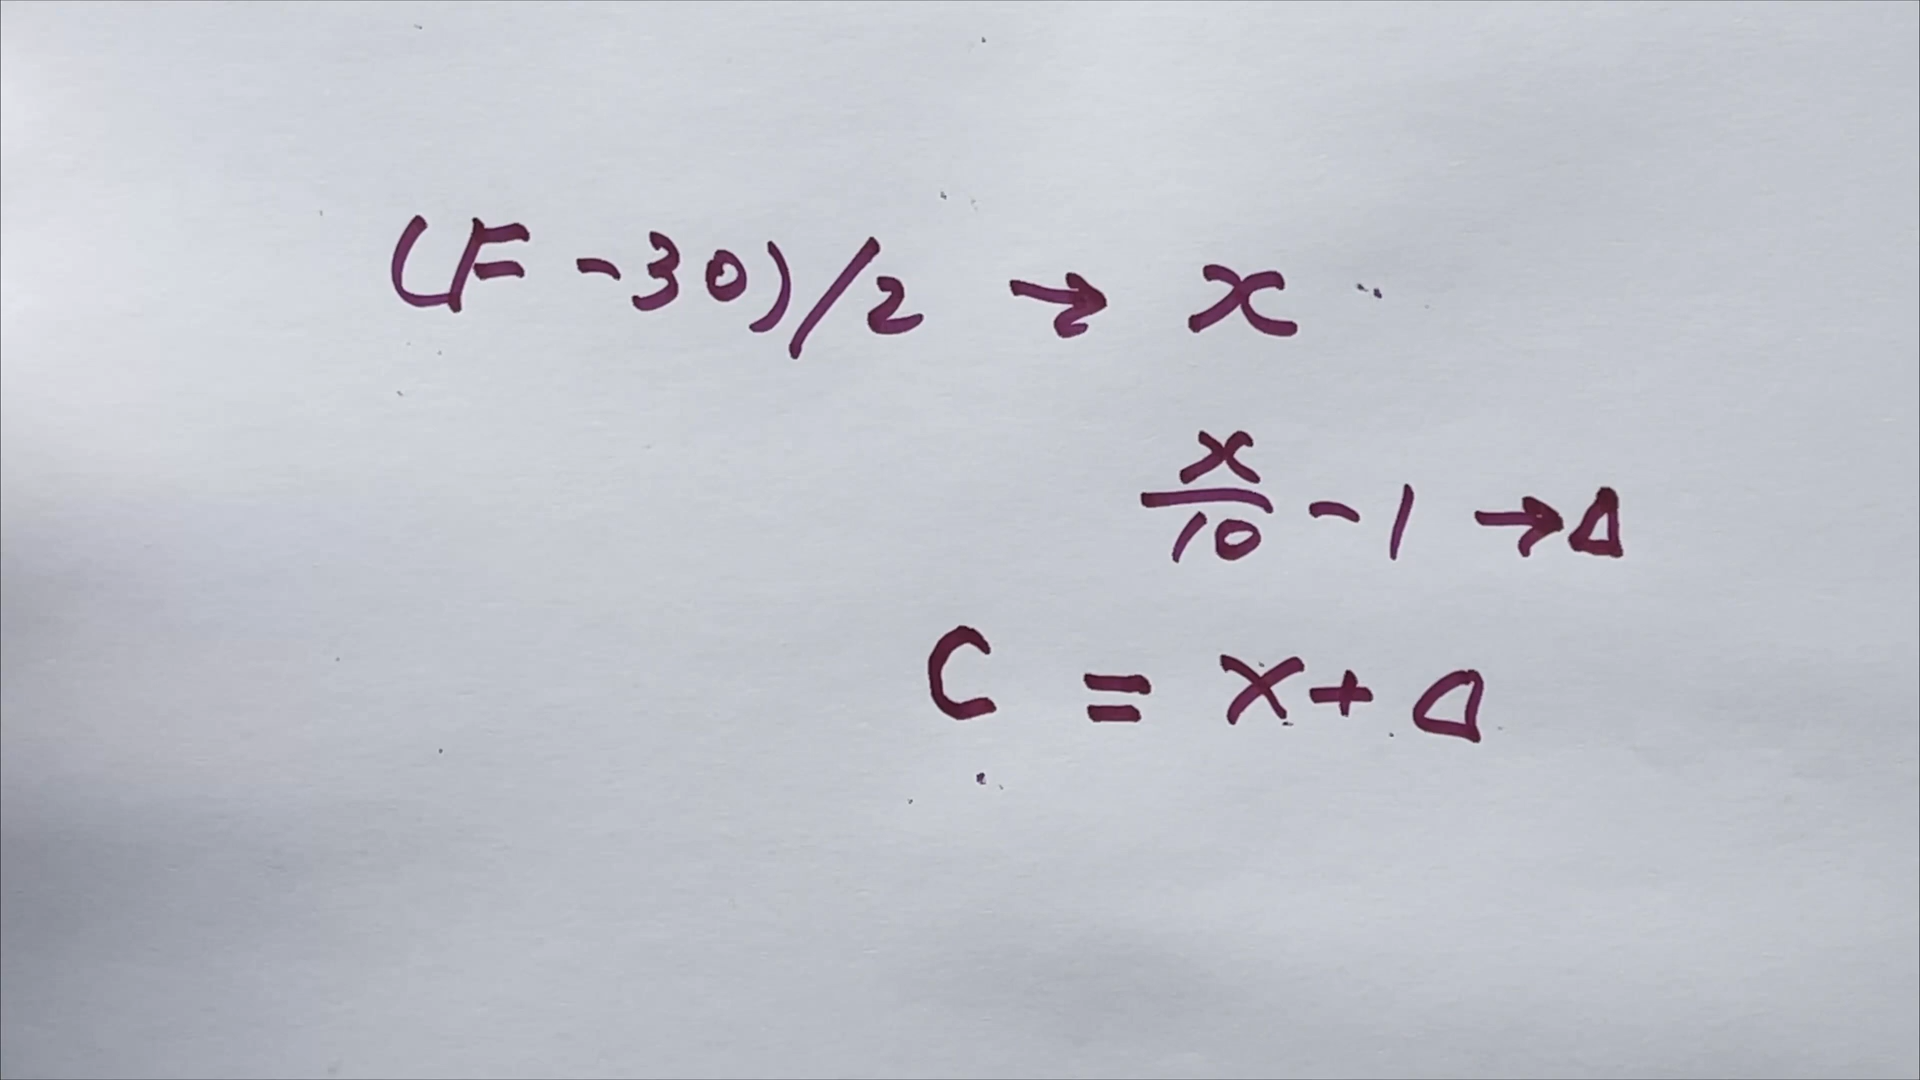 (F - 30)/2 → x
x/10 - 1 → Δ
C = x + Δ